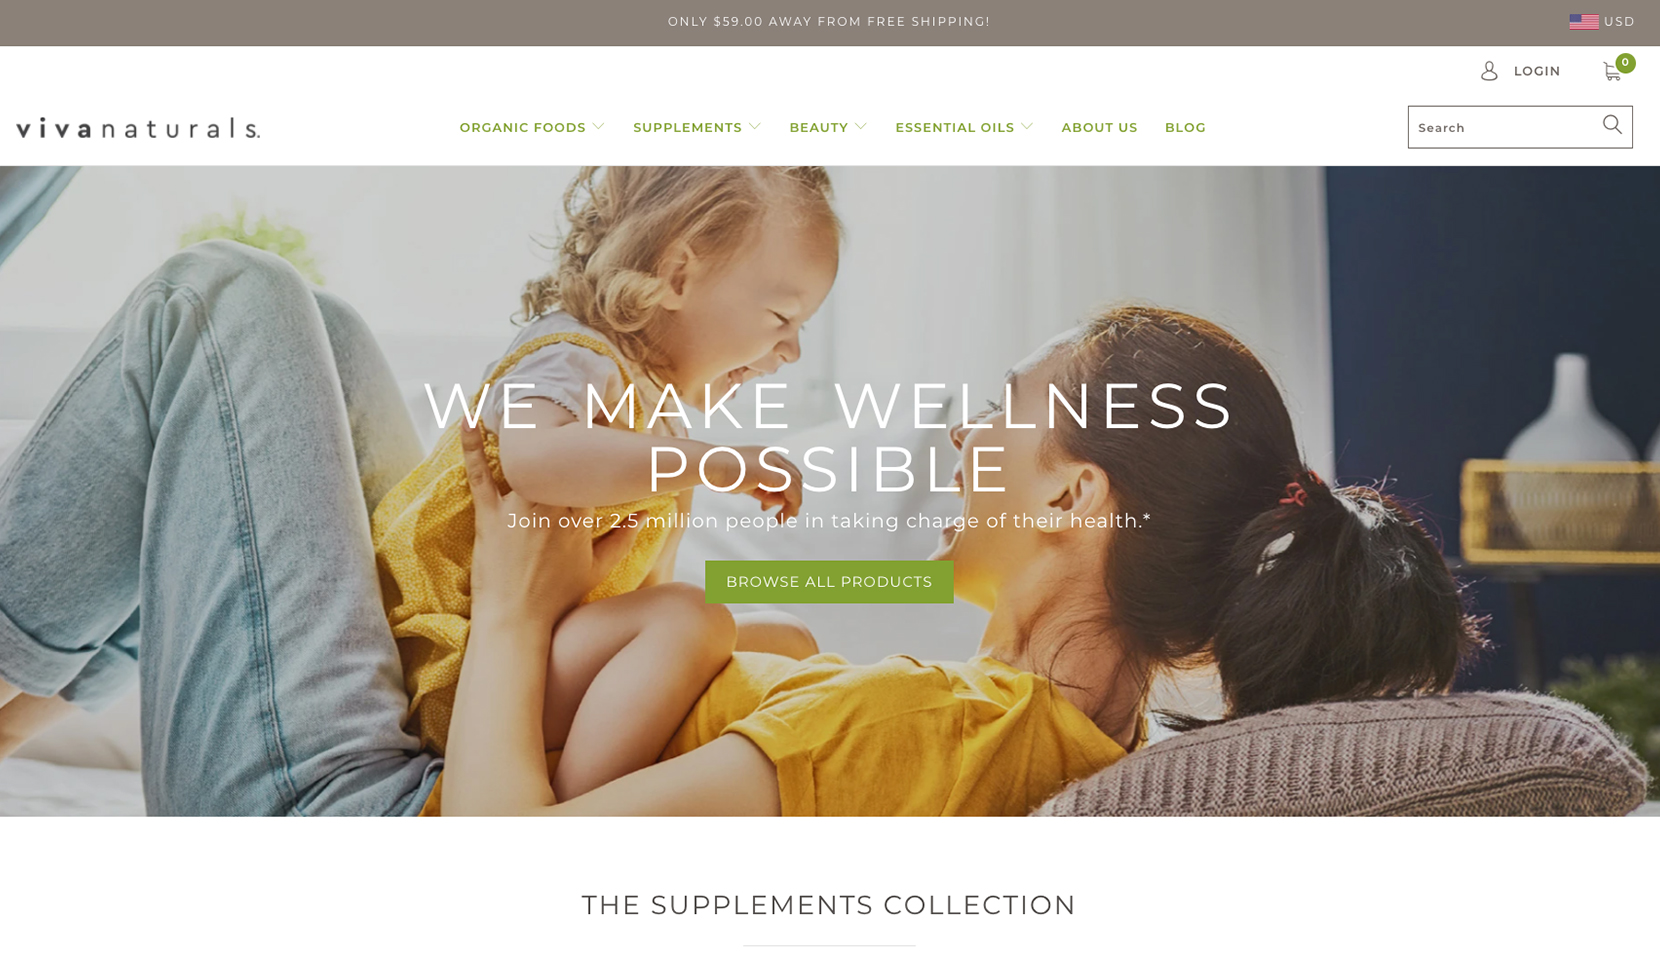 ONLY $59.00 AWAY FROM FREE SHIPPING!
USD
LOGIN
0
vivanaturals.
ORGANIC FOODS
SUPPLEMENTS
BEAUTY
ESSENTIAL OILS
ABOUT US
BLOG
Search
WE MAKE WELLNESS
POSSIBLE
Join over 2.5 million people in taking charge of their health.*
BROWSE ALL PRODUCTS
THE SUPPLEMENTS COLLECTION